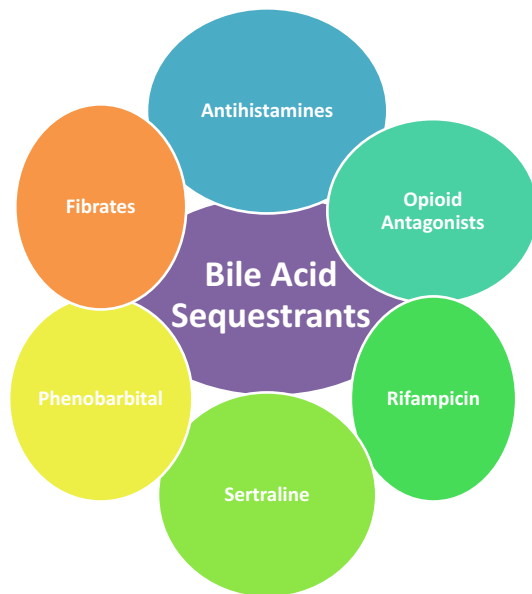 Antihistamines
Fibrates
Opioid
Antagonists
Bile Acid
Sequestrants
Phenobarbital
Rifampicin
Sertraline